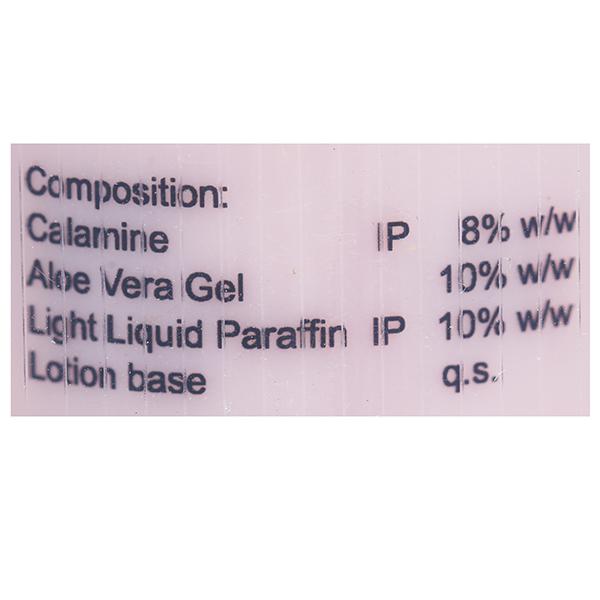 Composition:
Calamine IP 8% w/w
Aloe Vera Gel 10% w/w
Light Liquid Paraffin IP 10% w/w
Lotion base q.s.